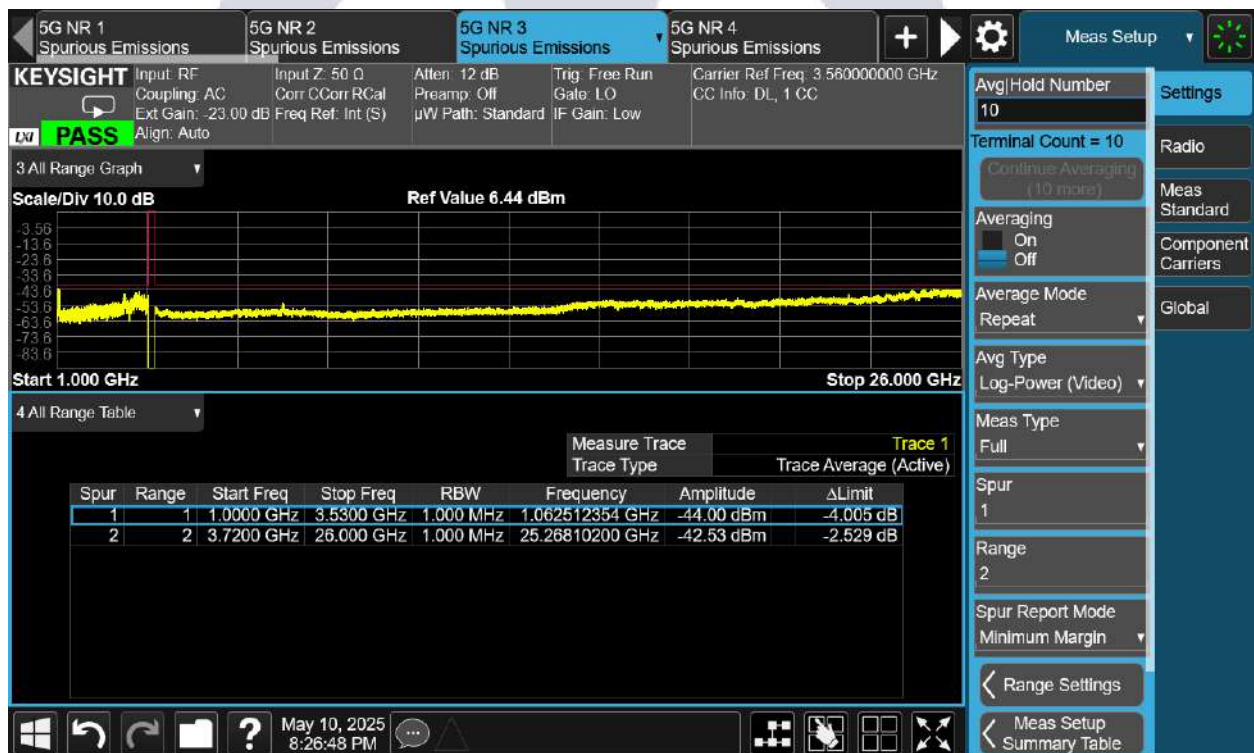 5G NR 1
Spurious Emissions
5G NR 2
Spurious Emissions
5G NR 3
Spurious Emissions
5G NR 4
Spurious Emissions
Meas Setup
KEYSIGHT
LXI
PASS
Input: RF
Coupling: AC
Ext Gain: -23.00 dB
Align: Auto
Input Z: 50 Ω
Corr CCorr RCal
Freq Ref: Int (S)
Atten: 12 dB
Preamp: Off
µW Path: Standard
Trig: Free Run
Gate: LO
IF Gain: Low
Carrier Ref Freq: 3.560000000 GHz
CC Info: DL, 1 CC
3 All Range Graph
Scale/Div 10.0 dB
Ref Value 6.44 dBm
-3.56
-13.6
-23.6
-33.6
-43.6
-53.6
-63.6
-73.6
-83.6
Start 1.000 GHz
Stop 26.000 GHz
4 All Range Table
Measure Trace Trace 1
Trace Type Trace Average (Active)
Spur Range Start Freq Stop Freq RBW Frequency Amplitude ΔLimit
1 1 1.0000 GHz 3.5300 GHz 1.000 MHz 1.062512354 GHz -44.00 dBm -4.005 dB
2 2 3.7200 GHz 26.000 GHz 1.000 MHz 25.26810200 GHz -42.53 dBm -2.529 dB
May 10, 2025
8:26:48 PM
Avg|Hold Number
10
Terminal Count = 10
Continue Averaging
(10 more)
Averaging
On
Off
Average Mode
Repeat
Avg Type
Log-Power (Video)
Meas Type
Full
Spur
1
Range
2
Spur Report Mode
Minimum Margin
Range Settings
Meas Setup
Summary Table
Settings
Radio
Meas
Standard
Component
Carriers
Global